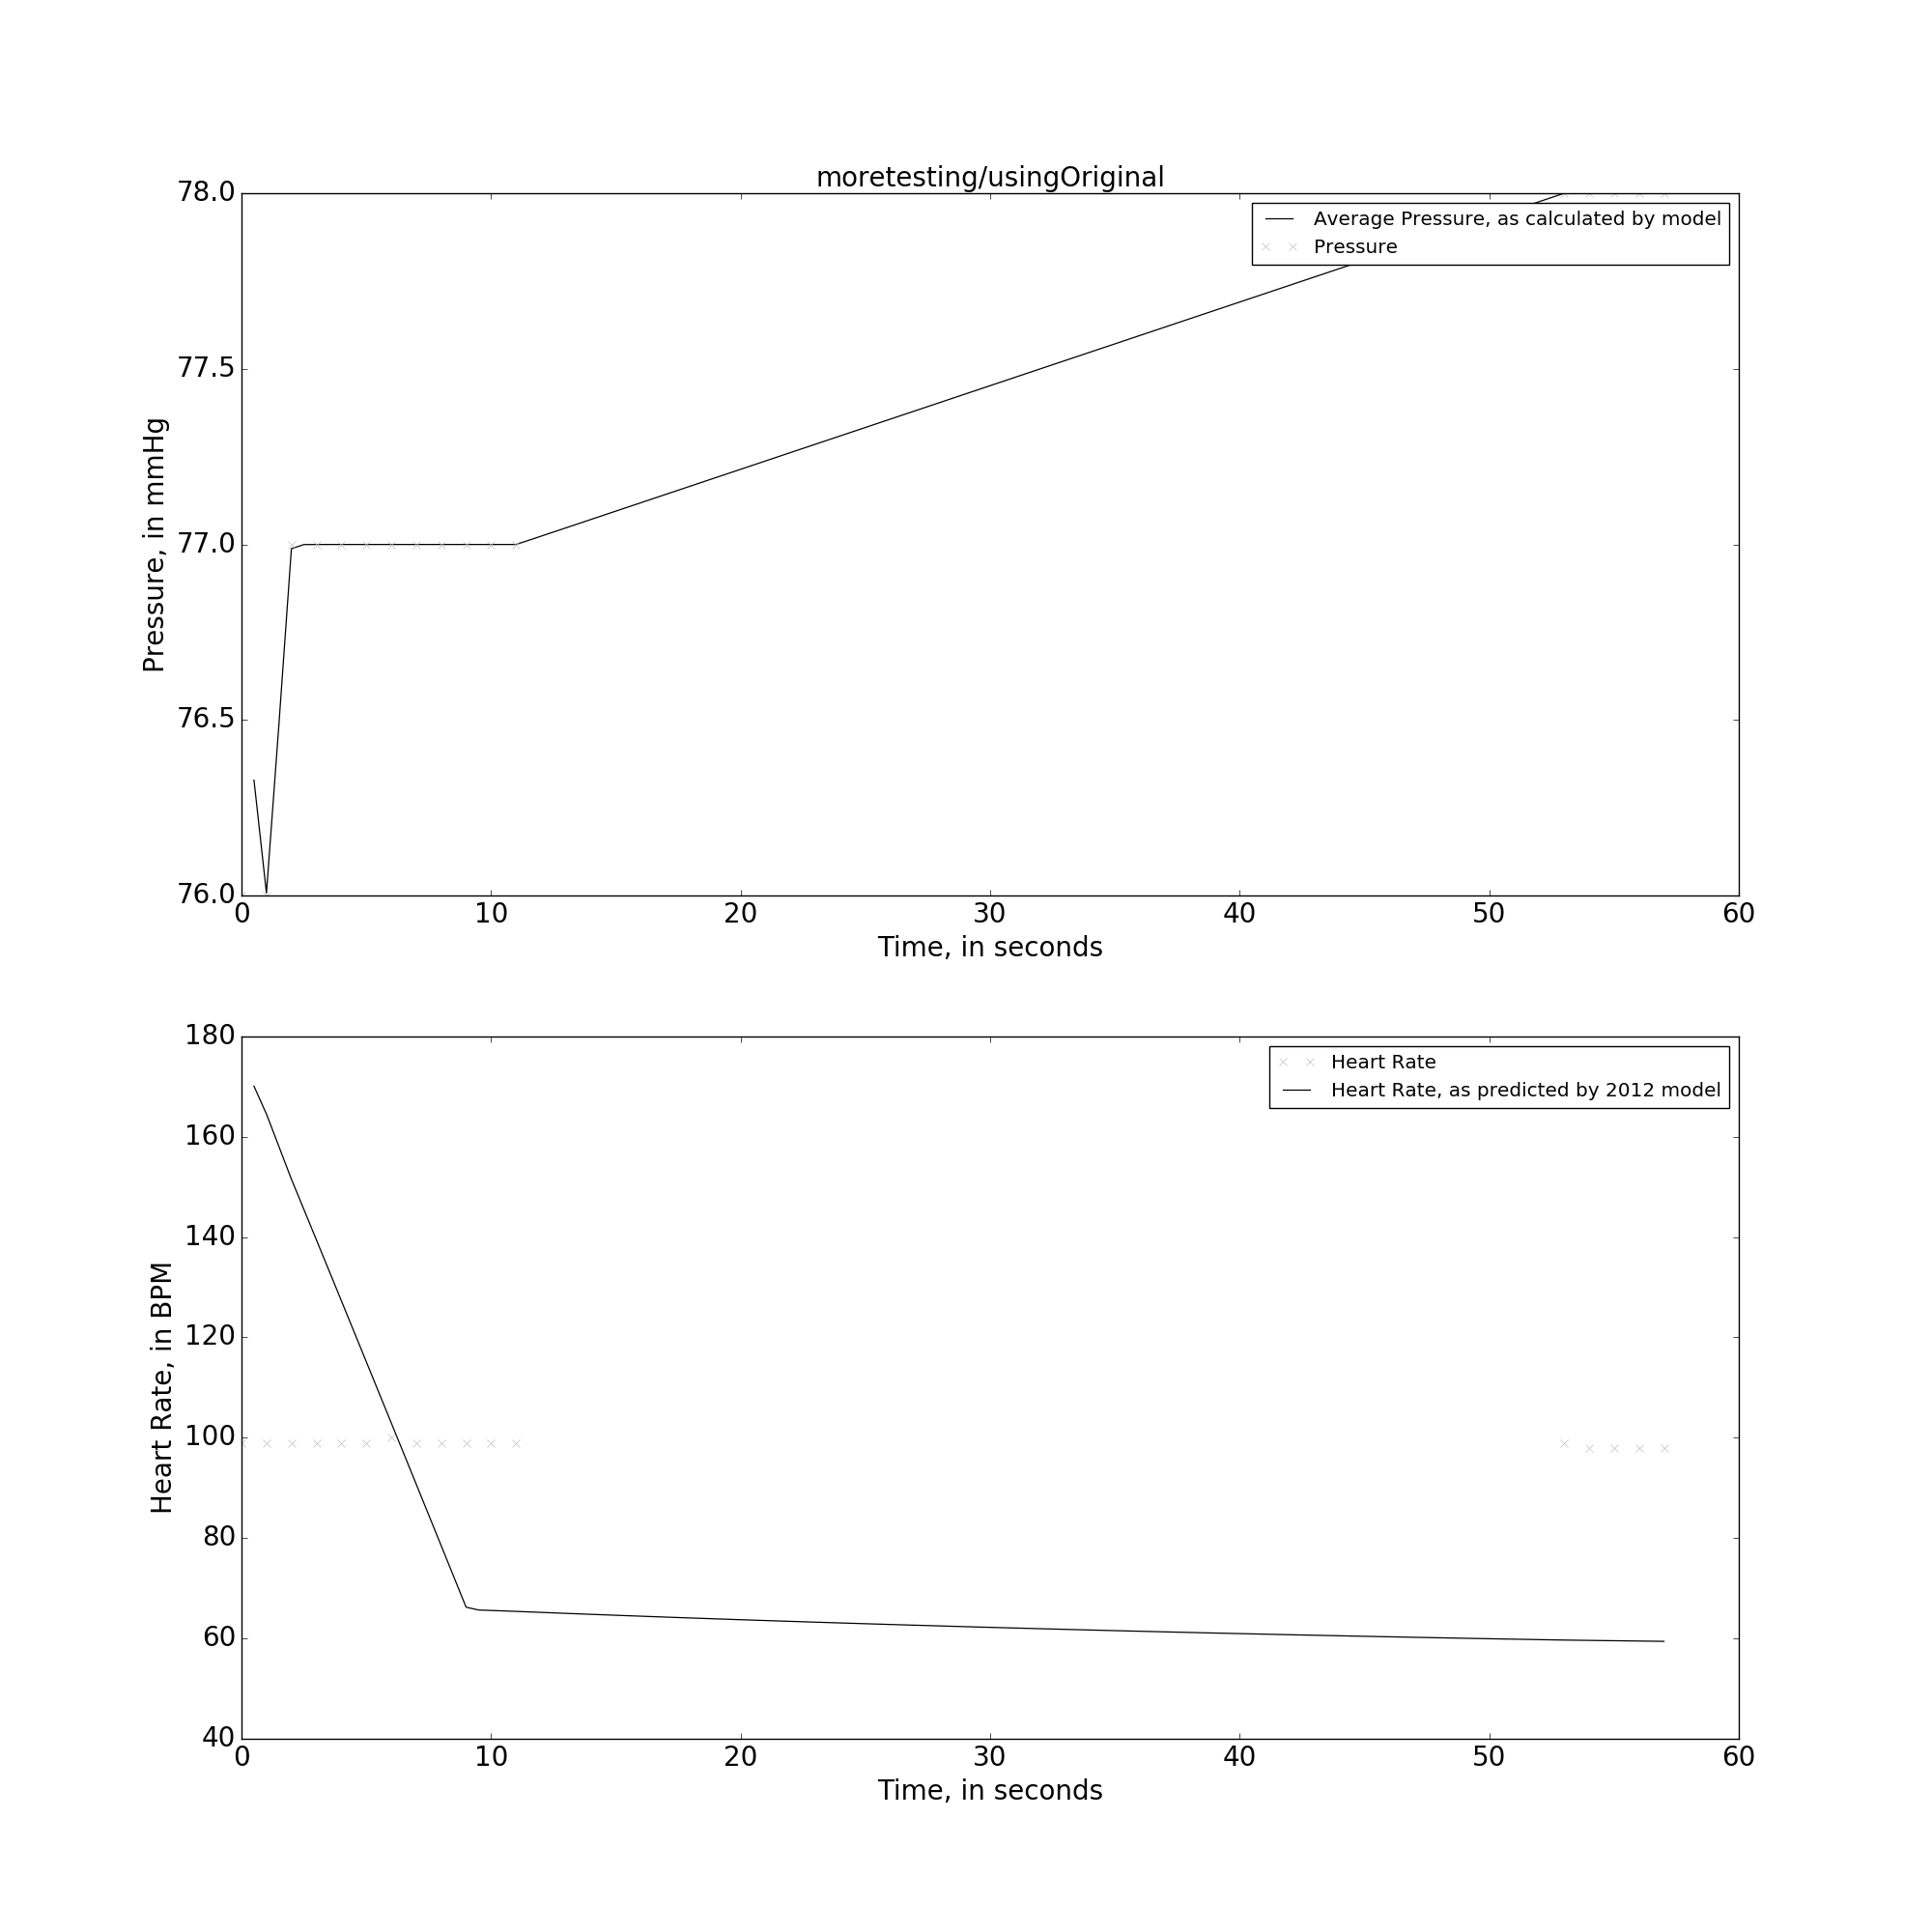 moretesting/usingOriginal
78.0
77.5
77.0
76.5
76.0
Pressure, in mmHg
Average Pressure, as calculated by model
Pressure
0 10 20 30 40 50 60
Time, in seconds
180
160
140
120
100
80
60
40
Heart Rate, in BPM
Heart Rate
Heart Rate, as predicted by 2012 model
0 10 20 30 40 50 60
Time, in seconds